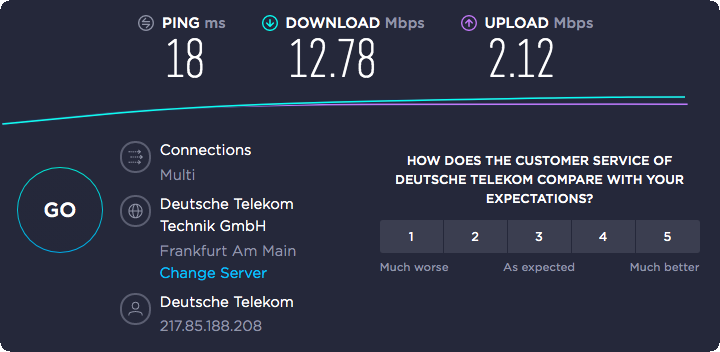 PING ms
DOWNLOAD Mbps
UPLOAD Mbps
18
12.78
2.12
GO
Connections
Multi
Deutsche Telekom
Technik GmbH
Frankfurt Am Main
Change Server
Deutsche Telekom
217.85.188.208
HOW DOES THE CUSTOMER SERVICE OF
DEUTSCHE TELEKOM COMPARE WITH YOUR
EXPECTATIONS?
1 2 3 4 5
Much worse As expected Much better